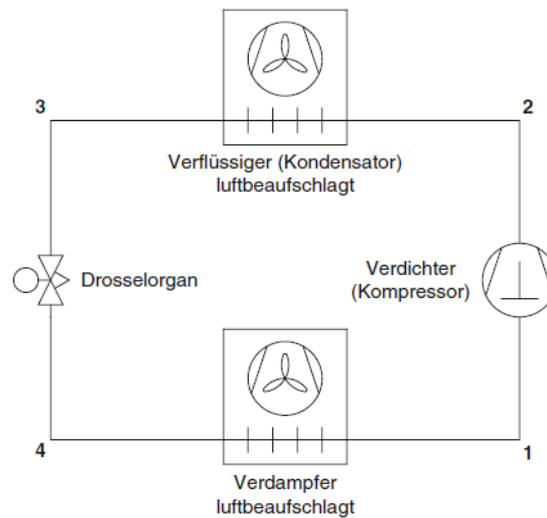 3
2
Verflüssiger (Kondensator)
luftbeaufschlagt
Drosselorgan
Verdichter
(Kompressor)
4
1
Verdampfer
luftbeaufschlagt